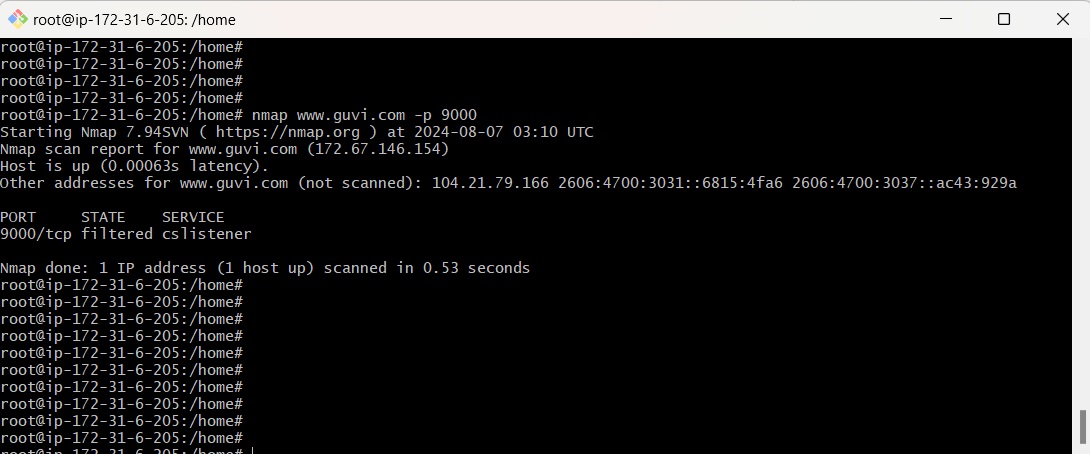 root@ip-172-31-6-205: /home
root@ip-172-31-6-205:/home#
root@ip-172-31-6-205:/home#
root@ip-172-31-6-205:/home#
root@ip-172-31-6-205:/home#
root@ip-172-31-6-205:/home# nmap www.guvi.com -p 9000
Starting Nmap 7.94SVN ( https://nmap.org ) at 2024-08-07 03:10 UTC
Nmap scan report for www.guvi.com (172.67.146.154)
Host is up (0.00063s latency).
Other addresses for www.guvi.com (not scanned): 104.21.79.166 2606:4700:3031::6815:4fa6 2606:4700:3037::ac43:929a
PORT     STATE    SERVICE
9000/tcp filtered cslistener
Nmap done: 1 IP address (1 host up) scanned in 0.53 seconds
root@ip-172-31-6-205:/home#
root@ip-172-31-6-205:/home#
root@ip-172-31-6-205:/home#
root@ip-172-31-6-205:/home#
root@ip-172-31-6-205:/home#
root@ip-172-31-6-205:/home#
root@ip-172-31-6-205:/home#
root@ip-172-31-6-205:/home#
root@ip-172-31-6-205:/home#
root@ip-172-31-6-205:/home#
root@ip-172-31-6-205:/home#